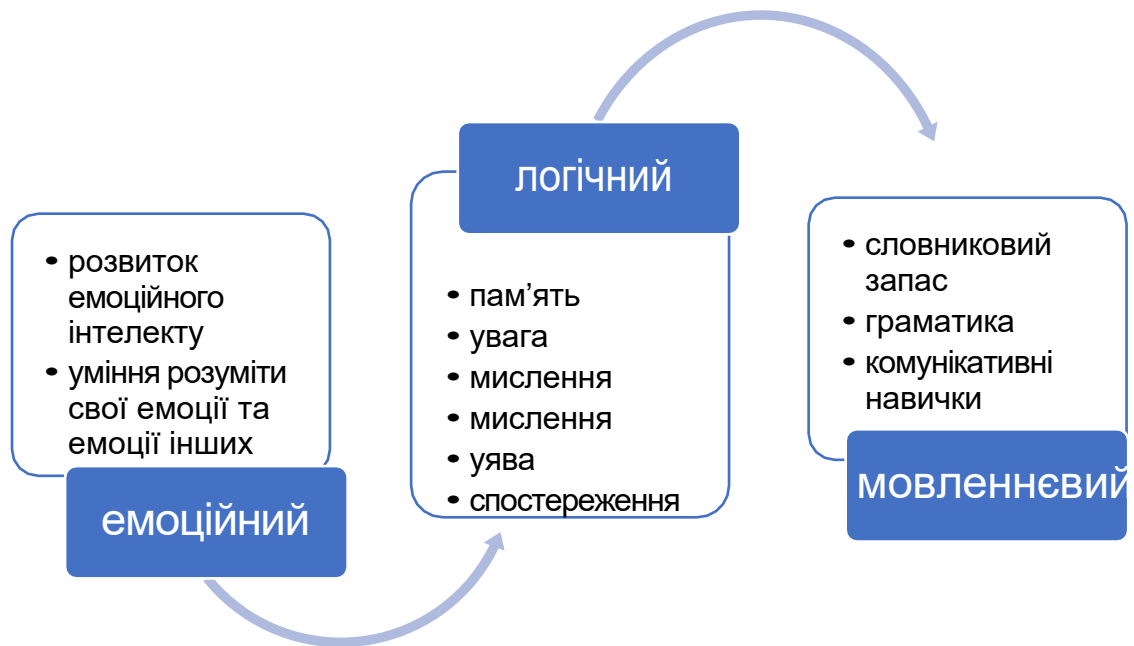 • розвиток
емоційного
інтелекту
• уміння розуміти
свої емоції та
емоції інших
емоційний
логічний
• пам’ять
• увага
• мислення
• мислення
• уява
• спостереження
• словниковий
запас
• граматика
• комунікативні
навички
мовленнєвий